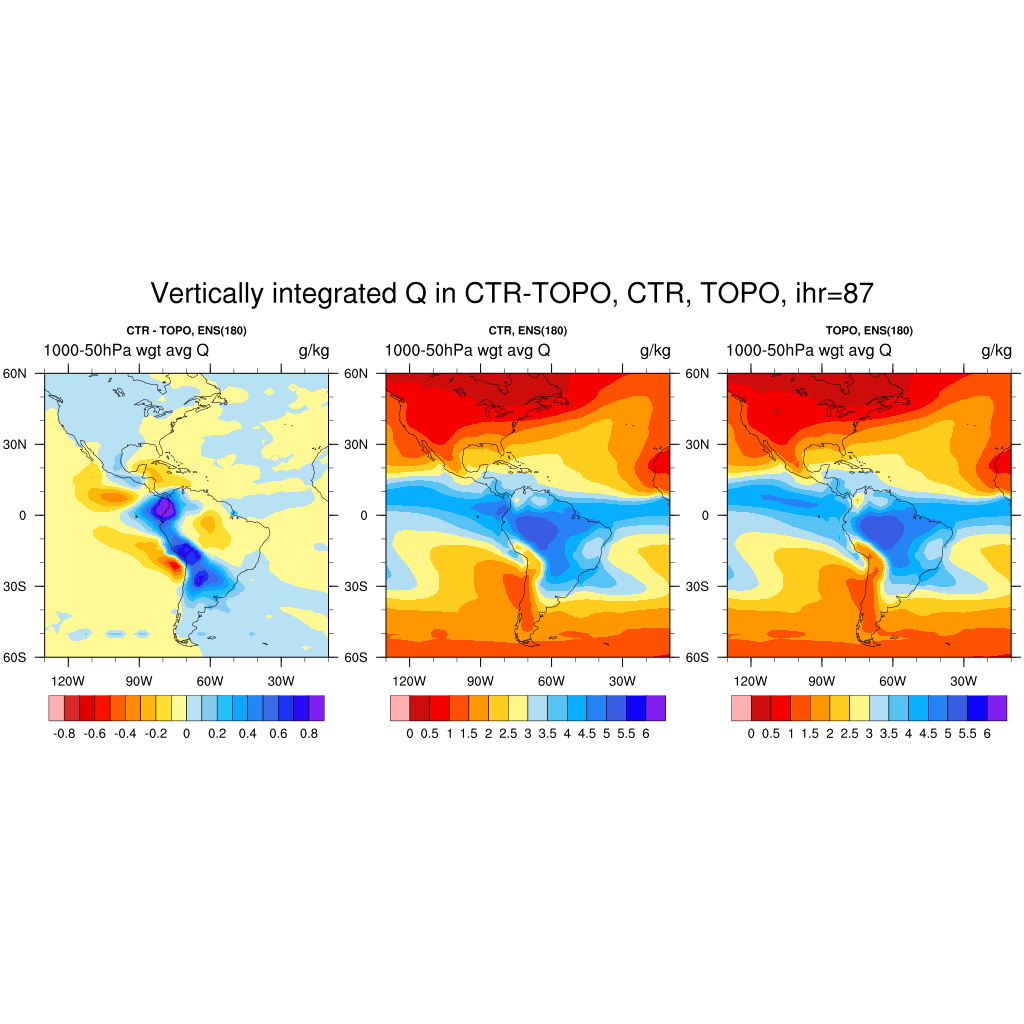 Vertically integrated Q in CTR-TOPO, CTR, TOPO, ihr=87
CTR - TOPO, ENS(180)
1000-50hPa wgt avg Q g/kg
60N
30N
0
30S
60S
120W 90W 60W 30W
-0.8 -0.6 -0.4 -0.2 0 0.2 0.4 0.6 0.8
CTR, ENS(180)
1000-50hPa wgt avg Q g/kg
60N
30N
0
30S
60S
120W 90W 60W 30W
0 0.5 1 1.5 2 2.5 3 3.5 4 4.5 5 5.5 6
TOPO, ENS(180)
1000-50hPa wgt avg Q g/kg
60N
30N
0
30S
60S
120W 90W 60W 30W
0 0.5 1 1.5 2 2.5 3 3.5 4 4.5 5 5.5 6